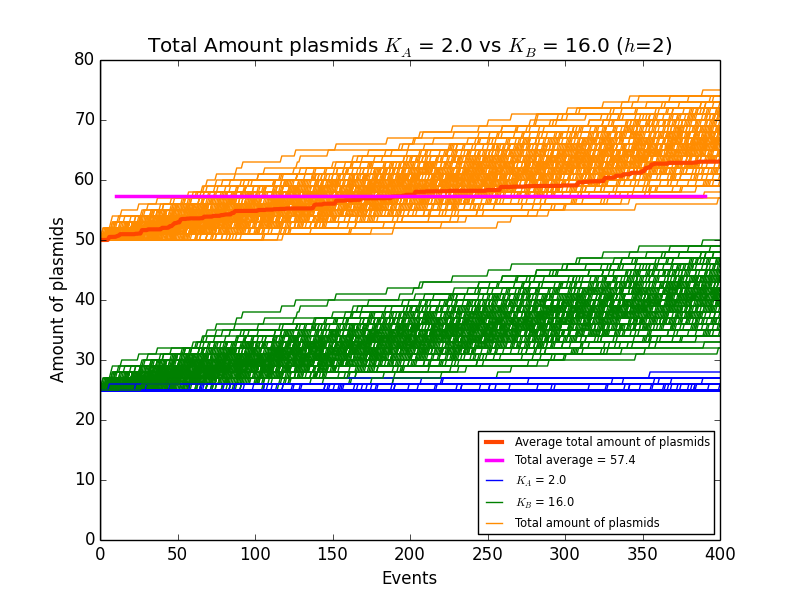 Total Amount plasmids K_A = 2.0 vs K_B = 16.0 (h=2)
80
70
60
50
40
30
20
10
0
Amount of plasmids
Average total amount of plasmids
Total average = 57.4
K_A = 2.0
K_B = 16.0
Total amount of plasmids
0 50 100 150 200 250 300 350 400
Events